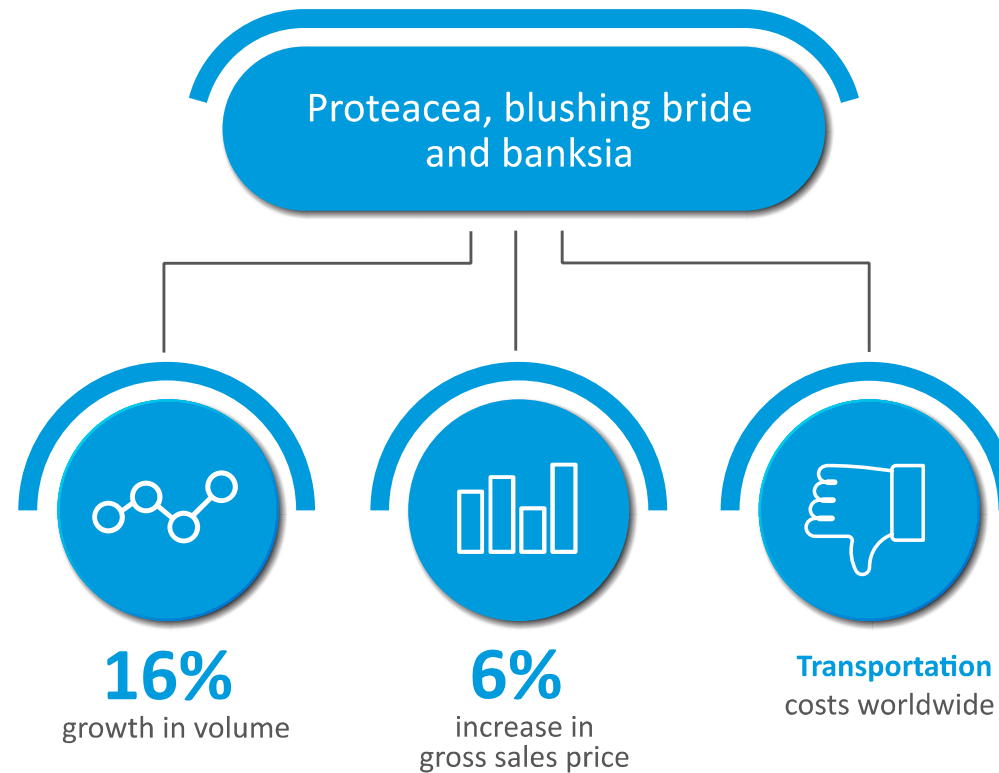 Proteacea, blushing bride
and banksia
16%
growth in volume
6%
increase in
gross sales price
Transportation
costs worldwide